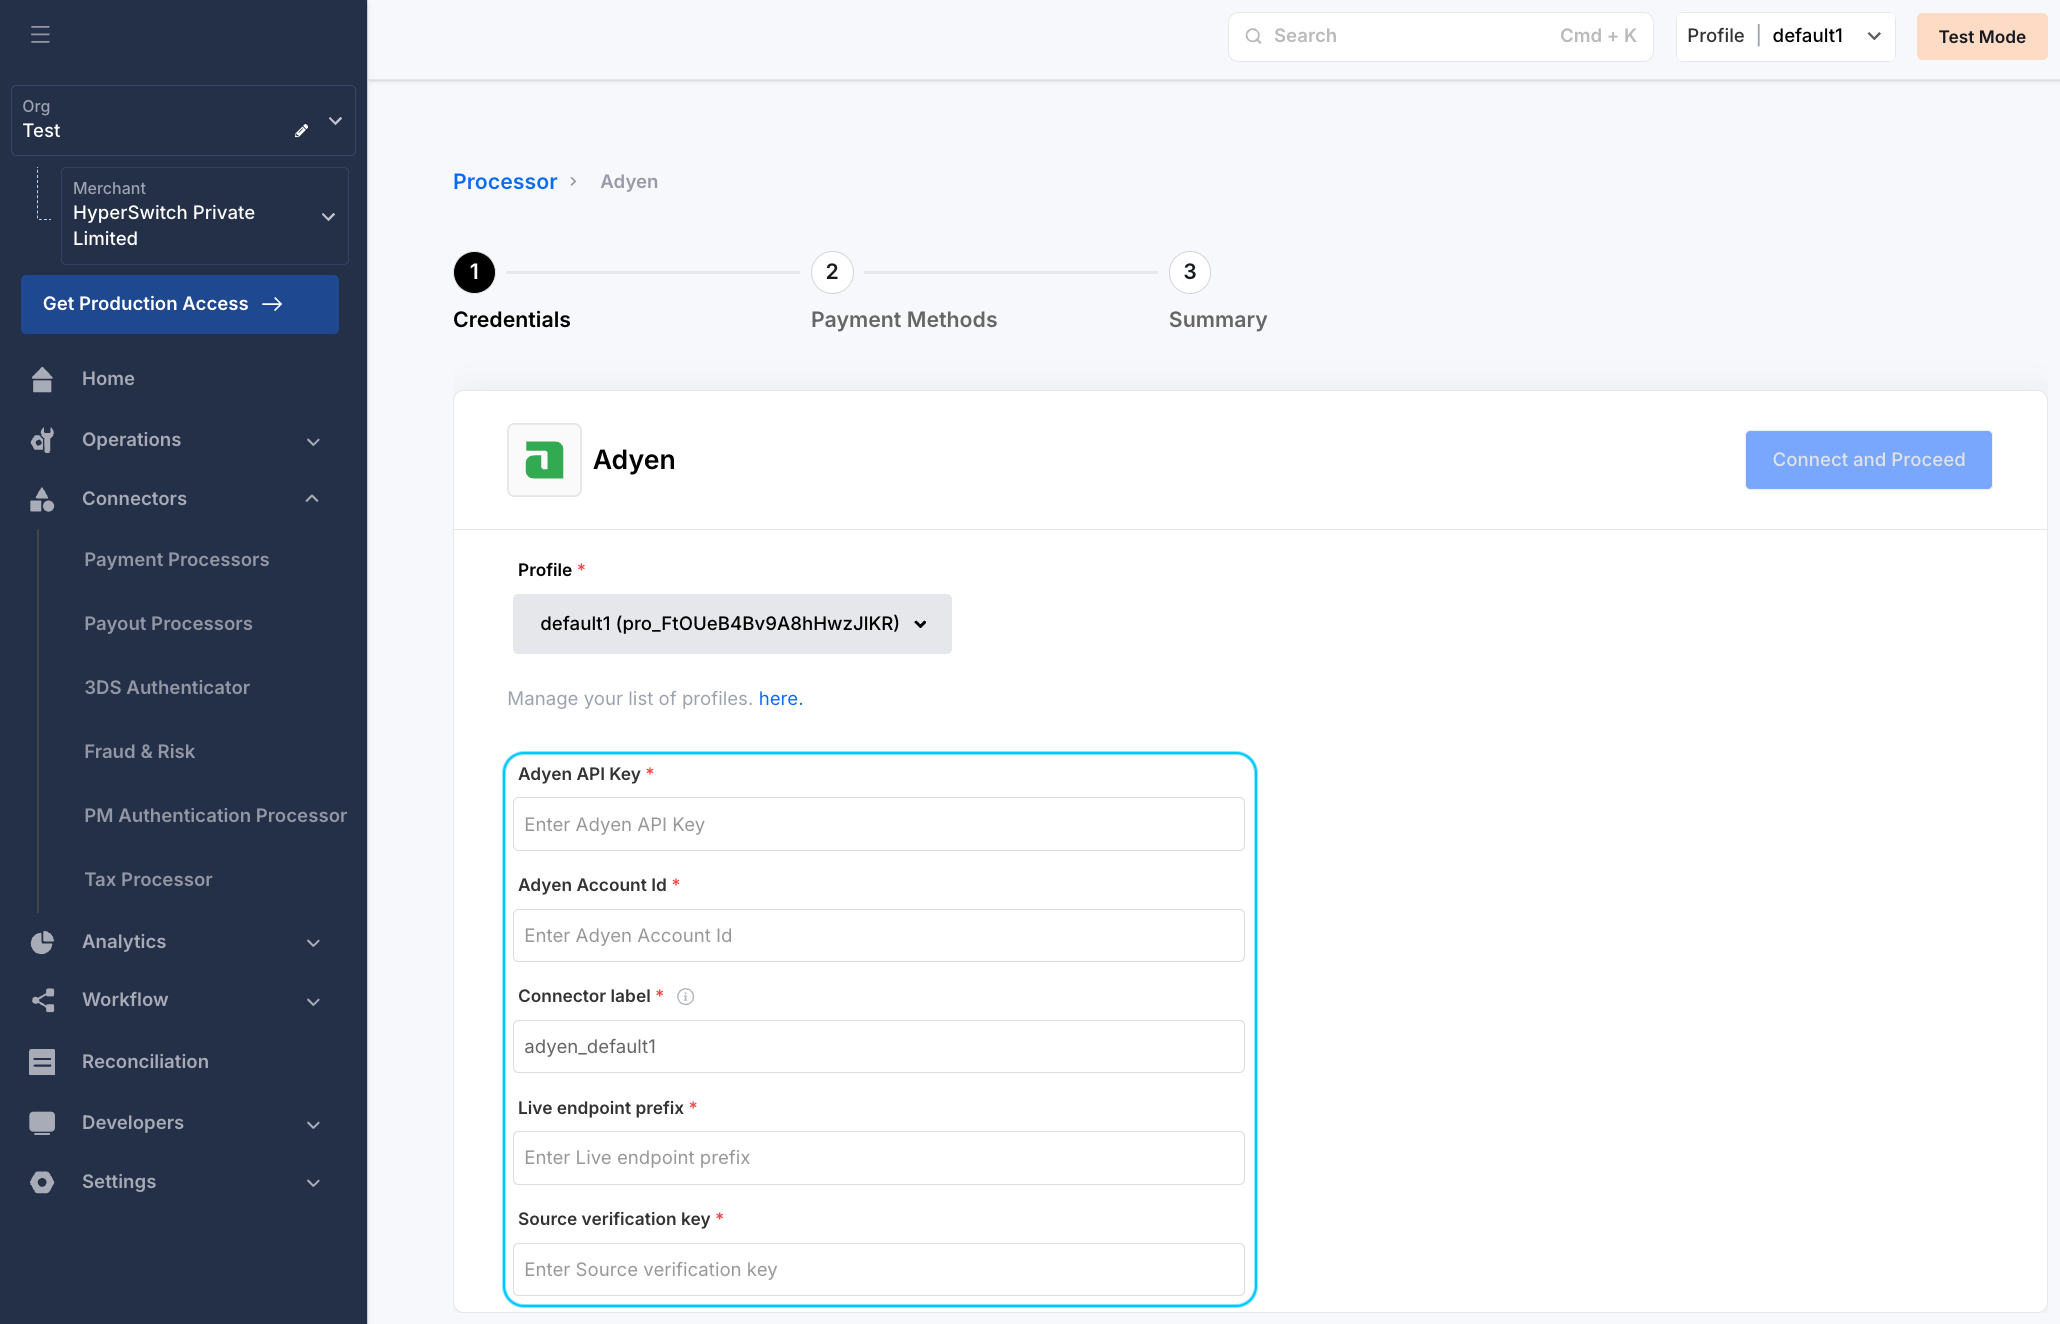 Search
Cmd + K
Profile
default1
Test Mode
Org
Test
Merchant
HyperSwitch Private
Limited
Get Production Access
Home
Operations
Connectors
Payment Processors
Payout Processors
3DS Authenticator
Fraud & Risk
PM Authentication Processor
Tax Processor
Analytics
Workflow
Reconciliation
Developers
Settings
Processor
Adyen
1
2
3
Credentials
Payment Methods
Summary
Adyen
Connect and Proceed
Profile *
default1 (pro_FtOUeB4Bv9A8hHwzJIKR)
Manage your list of profiles. here.
Adyen API Key *
Enter Adyen API Key
Adyen Account Id *
Enter Adyen Account Id
Connector label *
adyen_default1
Live endpoint prefix *
Enter Live endpoint prefix
Source verification key *
Enter Source verification key